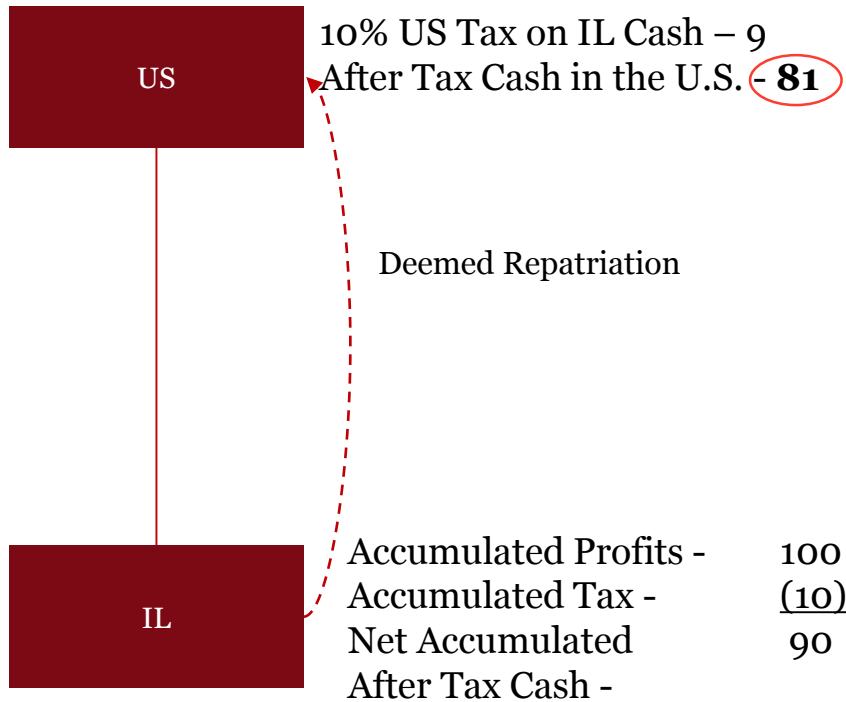 US
10% US Tax on IL Cash – 9
After Tax Cash in the U.S. - 81
Deemed Repatriation
IL
Accumulated Profits - 100
Accumulated Tax - (10)
Net Accumulated 90
After Tax Cash -